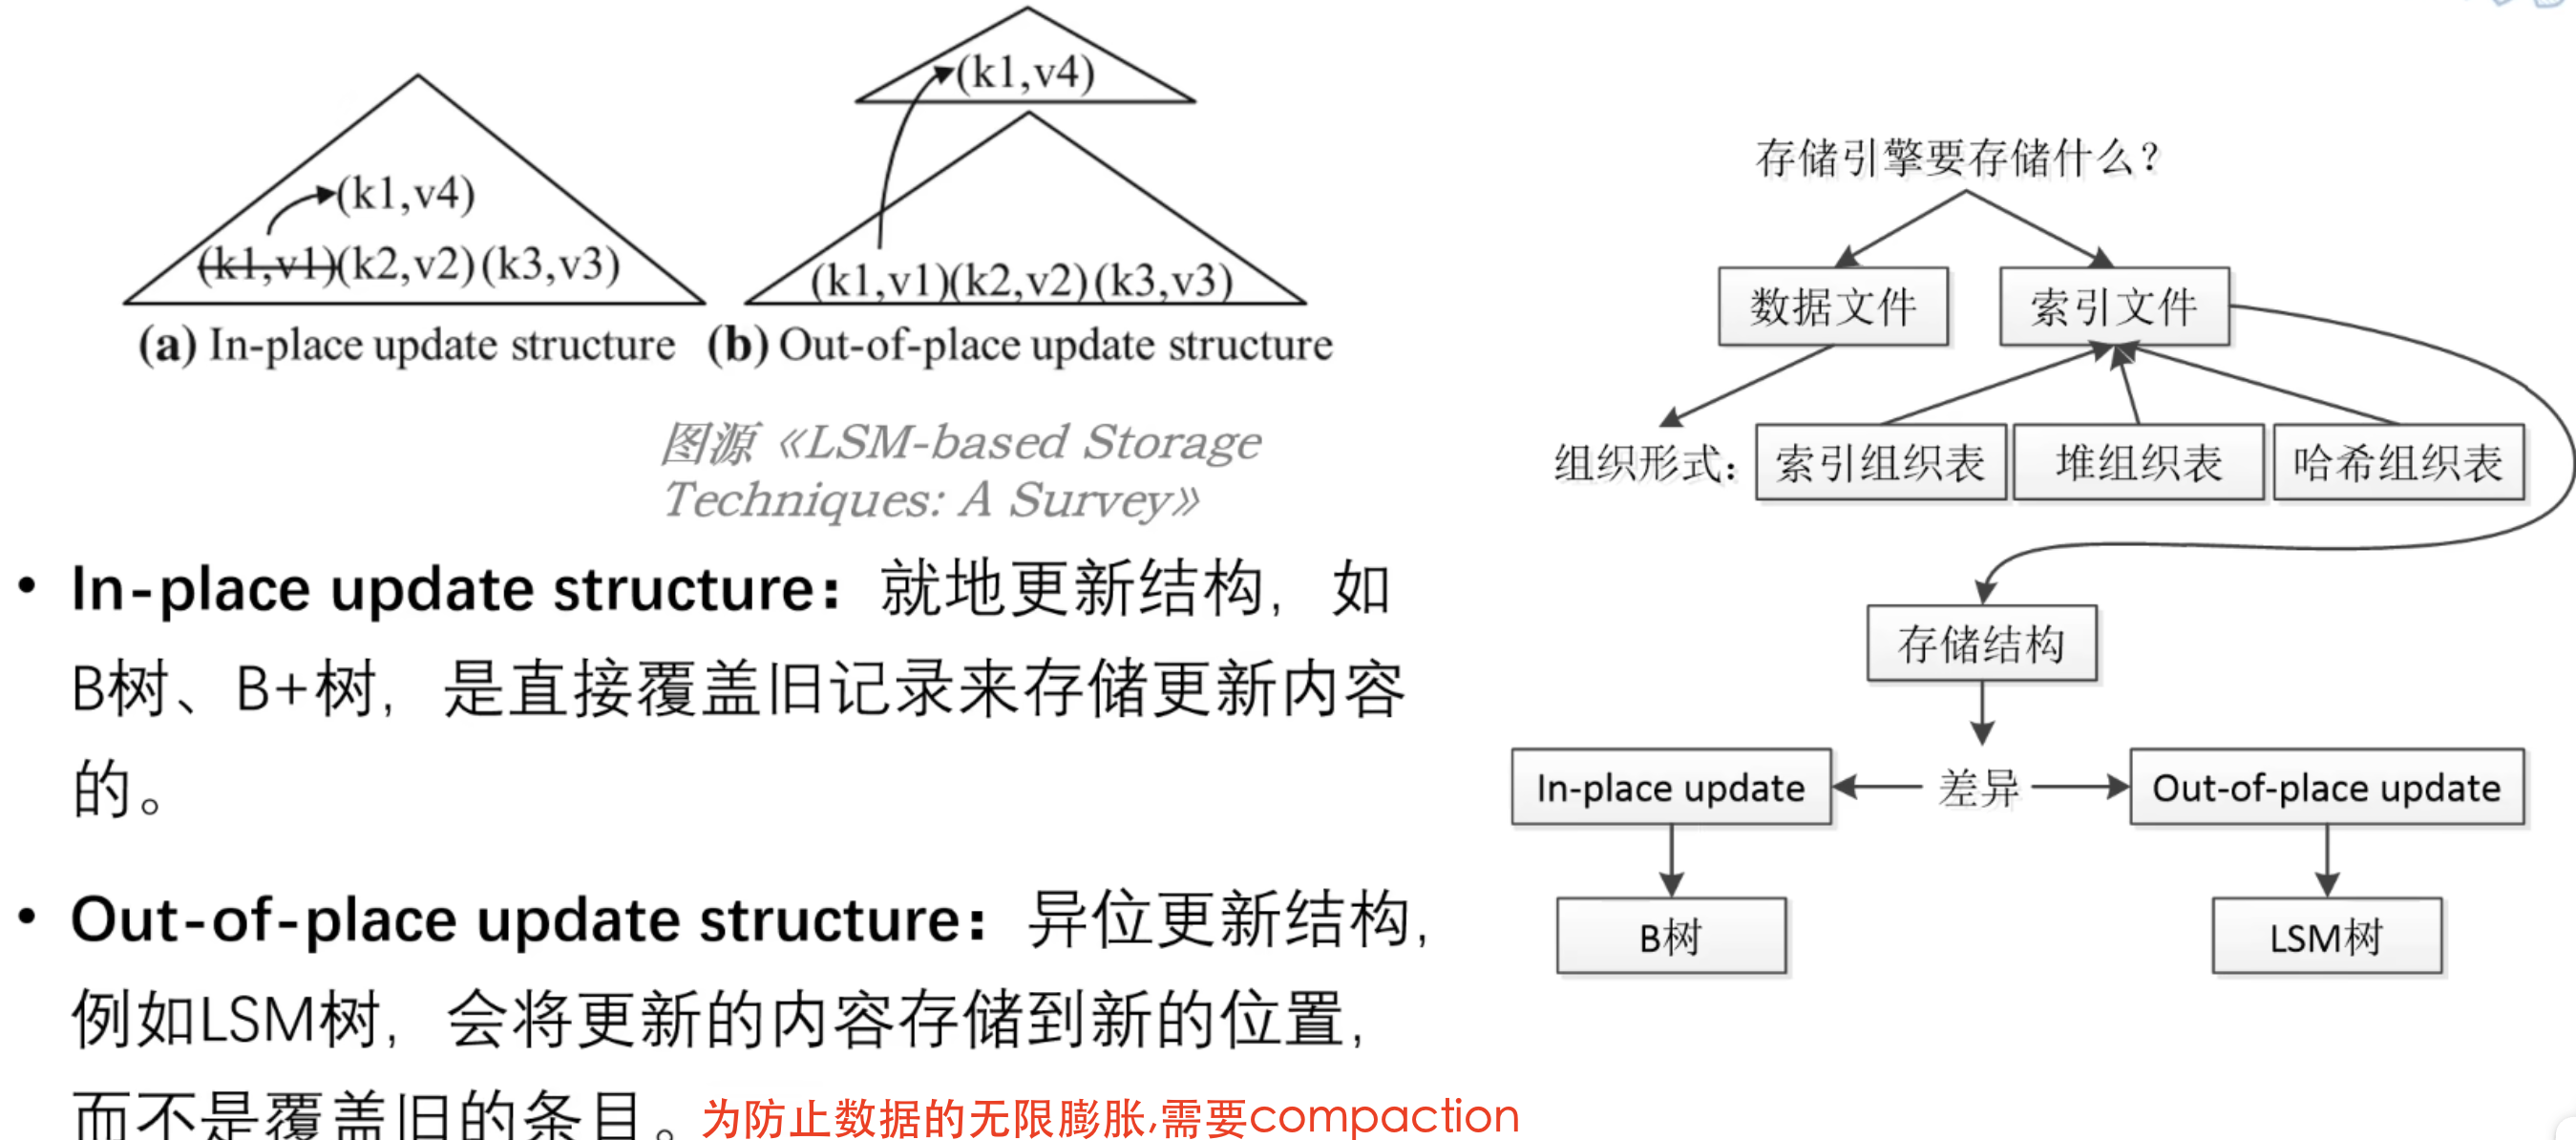 (k1,v4)
(k1,v1)(k2,v2)(k3,v3)
(a) In-place update structure
(k1,v4)
(k1,v1)(k2,v2)(k3,v3)
(b) Out-of-place update structure
图源《LSM-based Storage
Techniques: A Survey》
• In-place update structure：就地更新结构，如
B树、B+树，是直接覆盖旧记录来存储更新内容
的。
• Out-of-place update structure：异位更新结构，
例如LSM树，会将更新的内容存储到新的位置，
而不是覆盖旧的条目。为防止数据的无限膨胀,需要compaction
存储引擎要存储什么？
数据文件
索引文件
组织形式：
索引组织表
堆组织表
哈希组织表
存储结构
In-place update
差异
Out-of-place update
B树
LSM树